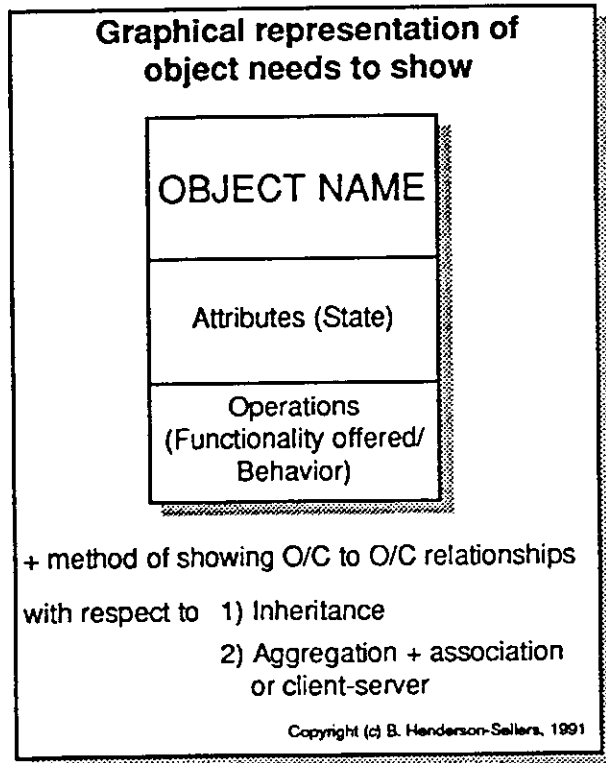 Graphical representation of
object needs to show
OBJECT NAME
Attributes (State)
Operations
(Functionality offered/
Behavior)
+ method of showing O/C to O/C relationships
with respect to 1) Inheritance
2) Aggregation + association
or client-server
Copyright (c) B. Henderson-Sellers, 1991